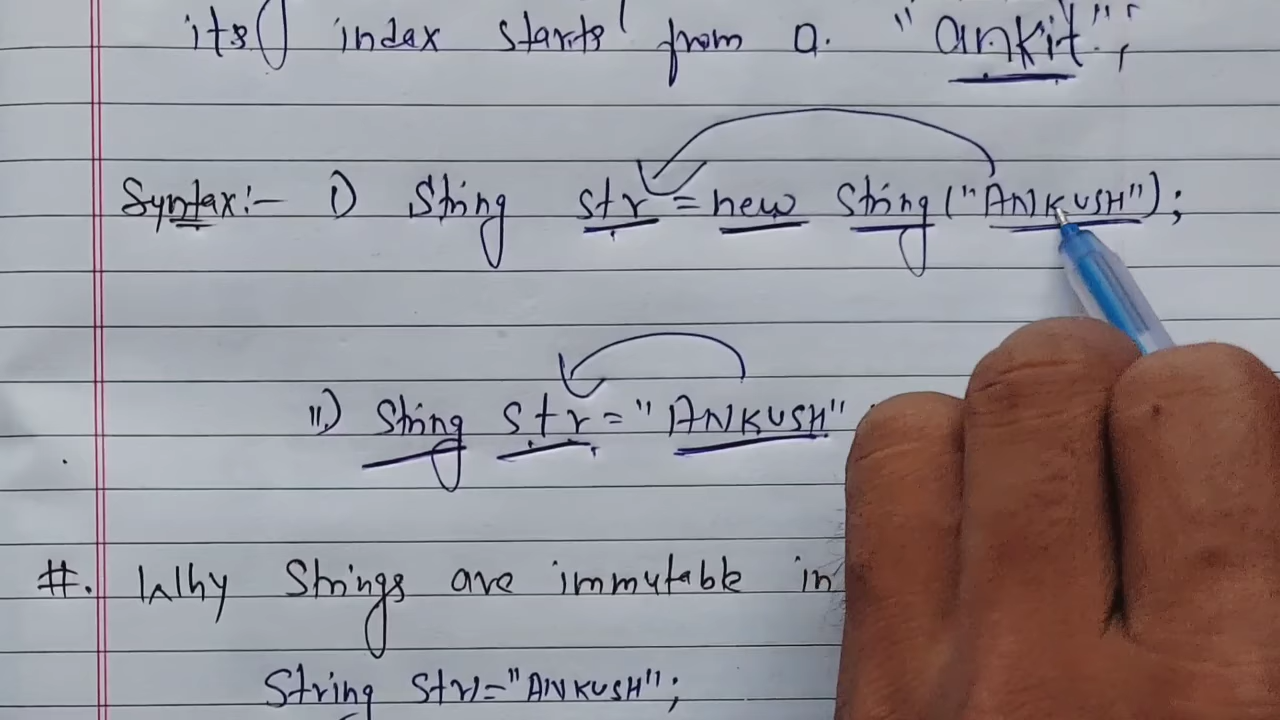 its index starts from 0. "ankit";
Syntax:- i) String str = new String("ANKUSH");
ii) String str = "ANKUSH"
#. Why Strings are immutable in
String str = "ANKUSH";